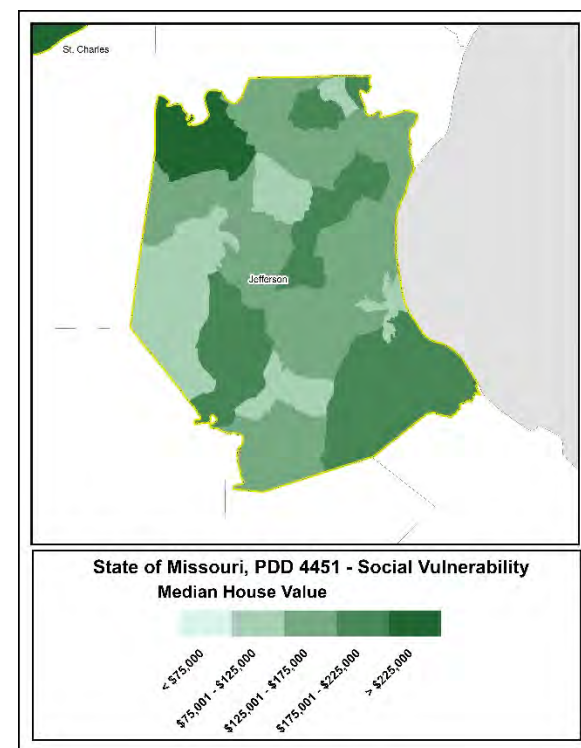 St. Charles
Jefferson
State of Missouri, PDD 4451 - Social Vulnerability
Median House Value
< $75,000
$75,001 - $125,000
$125,001 - $175,000
$175,001 - $225,000
> $225,000